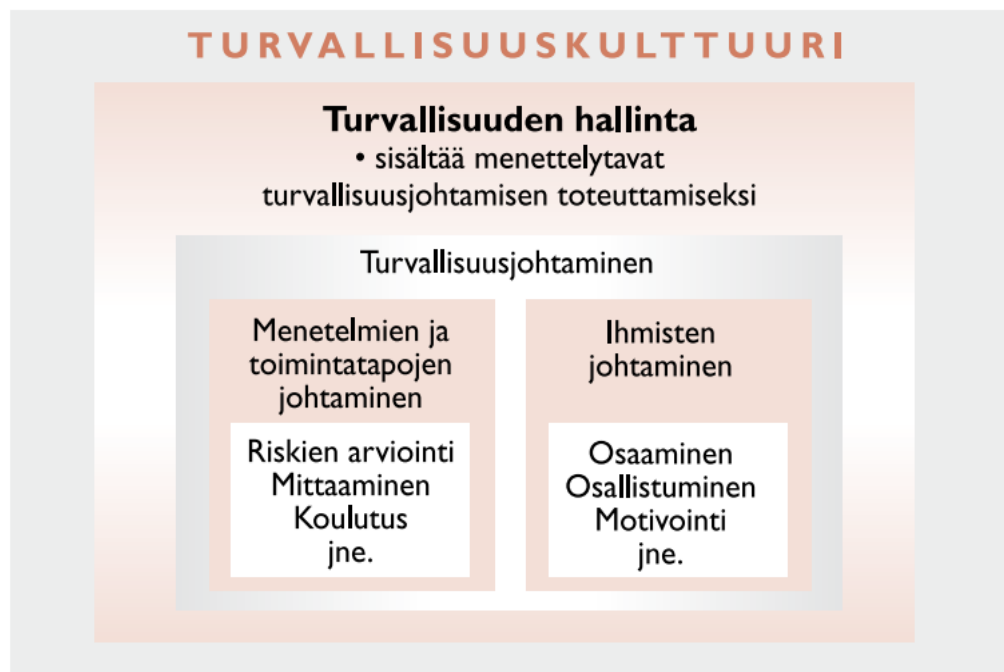 TURVALLISUUSKULTTUURI
Turvallisuuden hallinta
• sisältää menettelytavat
turvallisuusjohtamisen toteuttamiseksi
Turvallisuusjohtaminen
Menetelmien ja
toimintatapojen
johtaminen
Riskien arviointi
Mittaaminen
Koulutus
jne.
Ihmisten
johtaminen
Osaaminen
Osallistuminen
Motivointi
jne.